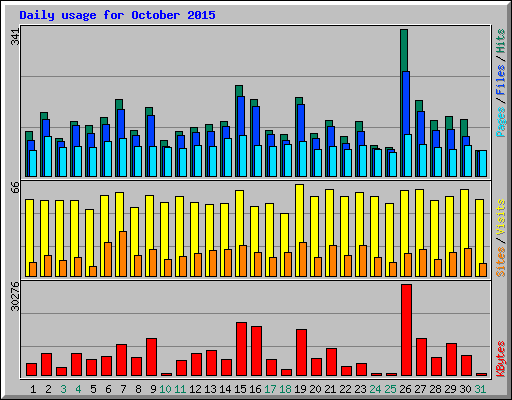 Daily usage for October 2015
341
Pages / Files / Hits
66
Sites / Visits
30276
KBytes
1 2 3 4 5 6 7 8 9 10 11 12 13 14 15 16 17 18 19 20 21 22 23 24 25 26 27 28 29 30 31